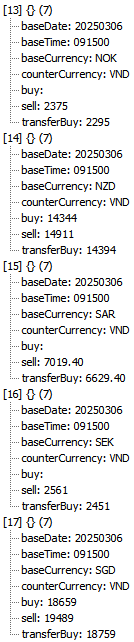 [13] {} (7)
baseDate: 20250306
baseTime: 091500
baseCurrency: NOK
counterCurrency: VND
buy:
sell: 2375
transferBuy: 2295
[14] {} (7)
baseDate: 20250306
baseTime: 091500
baseCurrency: NZD
counterCurrency: VND
buy: 14344
sell: 14911
transferBuy: 14394
[15] {} (7)
baseDate: 20250306
baseTime: 091500
baseCurrency: SAR
counterCurrency: VND
buy:
sell: 7019.40
transferBuy: 6629.40
[16] {} (7)
baseDate: 20250306
baseTime: 091500
baseCurrency: SEK
counterCurrency: VND
buy:
sell: 2561
transferBuy: 2451
[17] {} (7)
baseDate: 20250306
baseTime: 091500
baseCurrency: SGD
counterCurrency: VND
buy: 18659
sell: 19489
transferBuy: 18759